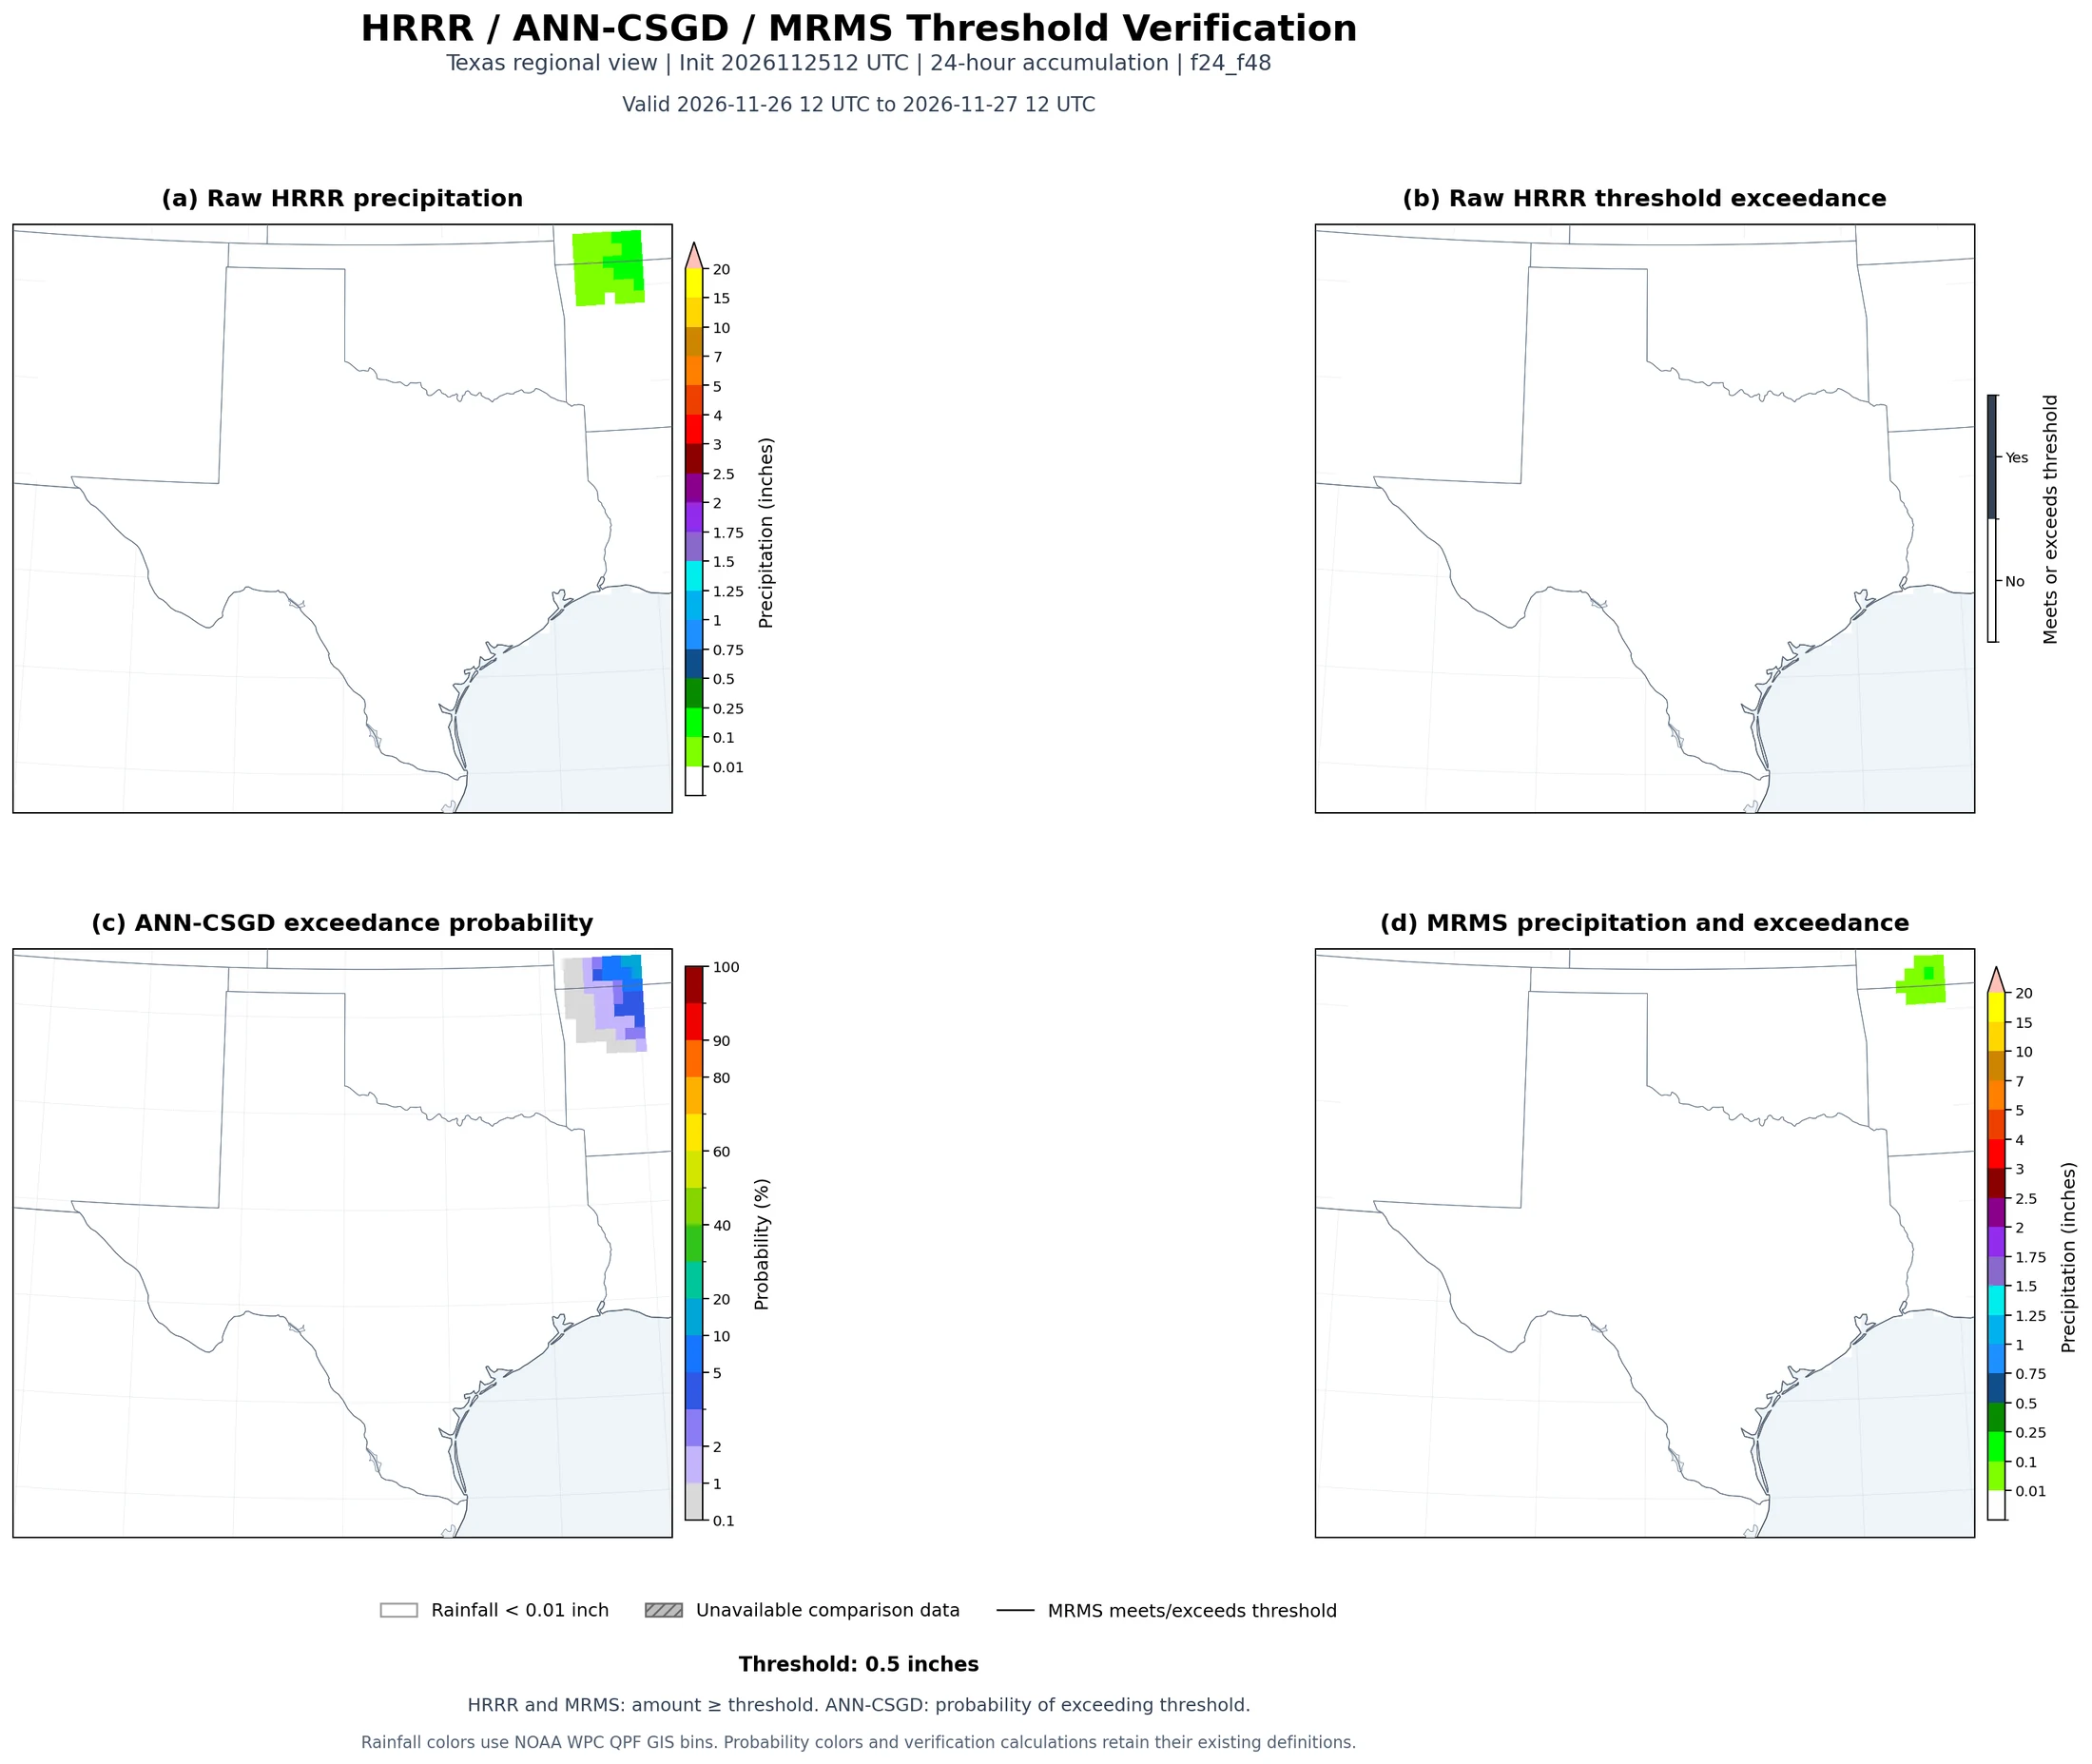 HRRR / ANN-CSGD / MRMS Threshold Verification
Texas regional view | Init 2026112512 UTC | 24-hour accumulation | f24_f48
Valid 2026-11-26 12 UTC to 2026-11-27 12 UTC
(a) Raw HRRR precipitation
20
15
10
7
5
4
3
2.5
2
1.75
1.5
1.25
1
0.75
0.5
0.25
0.1
0.01
Precipitation (inches)
(b) Raw HRRR threshold exceedance
Yes
No
Meets or exceeds threshold
(c) ANN-CSGD exceedance probability
100
90
80
60
40
20
10
5
2
1
0.1
Probability (%)
(d) MRMS precipitation and exceedance
20
15
10
7
5
4
3
2.5
2
1.75
1.5
1.25
1
0.75
0.5
0.25
0.1
0.01
Precipitation (inches)
Rainfall < 0.01 inch
Unavailable comparison data
MRMS meets/exceeds threshold
Threshold: 0.5 inches
HRRR and MRMS: amount ≥ threshold. ANN-CSGD: probability of exceeding threshold.
Rainfall colors use NOAA WPC QPF GIS bins. Probability colors and verification calculations retain their existing definitions.